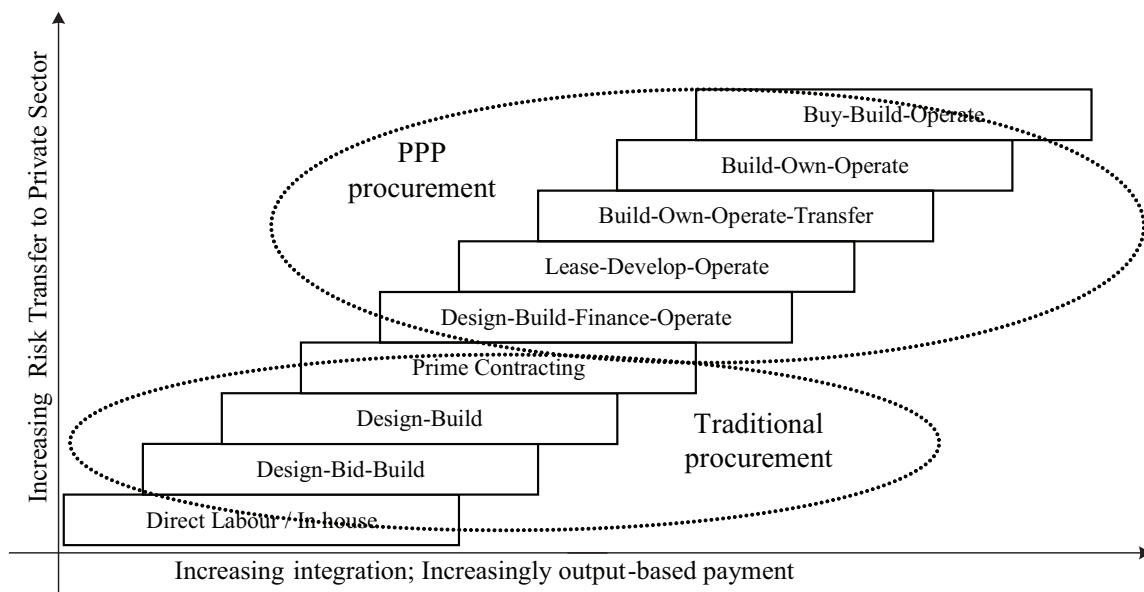 Increasing Risk Transfer to Private Sector
Buy-Build-Operate
PPP
procurement
Build-Own-Operate
Build-Own-Operate-Transfer
Lease-Develop-Operate
Design-Build-Finance-Operate
Prime Contracting
Design-Build
Traditional
procurement
Design-Bid-Build
Direct Labour / In house
Increasing integration; Increasingly output-based payment